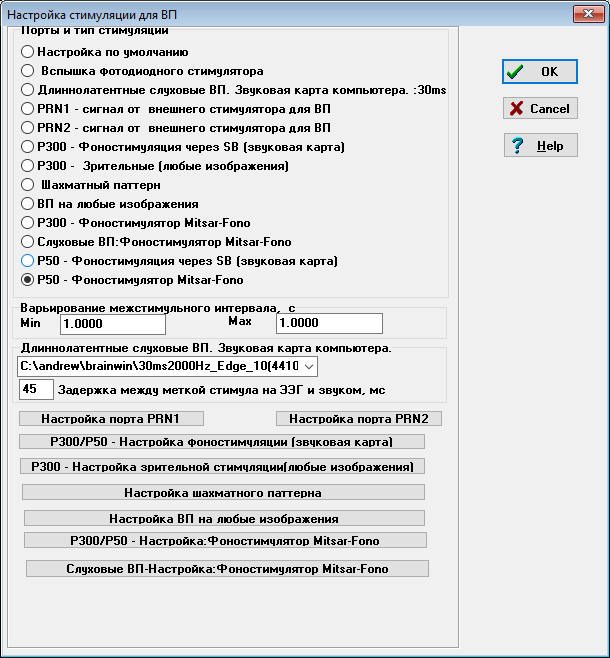 Настройка стимуляции для ВП
Порты и тип стимуляции
Настройка по умолчанию
Вспышка фотодиодного стимулятора
Длиннолатентные слуховые ВП. Звуковая карта компьютера. :30ms
PRN1 - сигнал от внешнего стимулятора для ВП
PRN2 - сигнал от внешнего стимулятора для ВП
P300 - Фоностимуляция через SB (звуковая карта)
P300 - Зрительные (любые изображения)
Шахматный паттерн
ВП на любые изображения
P300 - Фоностимулятор Mitsar-Fono
Слуховые ВП:Фоностимулятор Mitsar-Fono
P50 - Фоностимуляция через SB (звуковая карта)
P50 - Фоностимулятор Mitsar-Fono
OK
Cancel
Help
Варьирование межстимульного интервала, с
Min 1.0000 Max 1.0000
Длиннолатентные слуховые ВП. Звуковая карта компьютера.
C:\andrew\brainwin\30ms2000Hz_Edge_10(4410
45 Задержка между меткой стимула на ЭЭГ и звуком, мс
Настройка порта PRN1 Настройка порта PRN2
P300/P50 - Настройка фоностимуляции (звуковая карта)
P300 - Настройка зрительной стимуляции(любые изображения)
Настройка шахматного паттерна
Настройка ВП на любые изображения
P300/P50 - Настройка:Фоностимулятор Mitsar-Fono
Слуховые ВП-Настройка:Фоностимулятор Mitsar-Fono